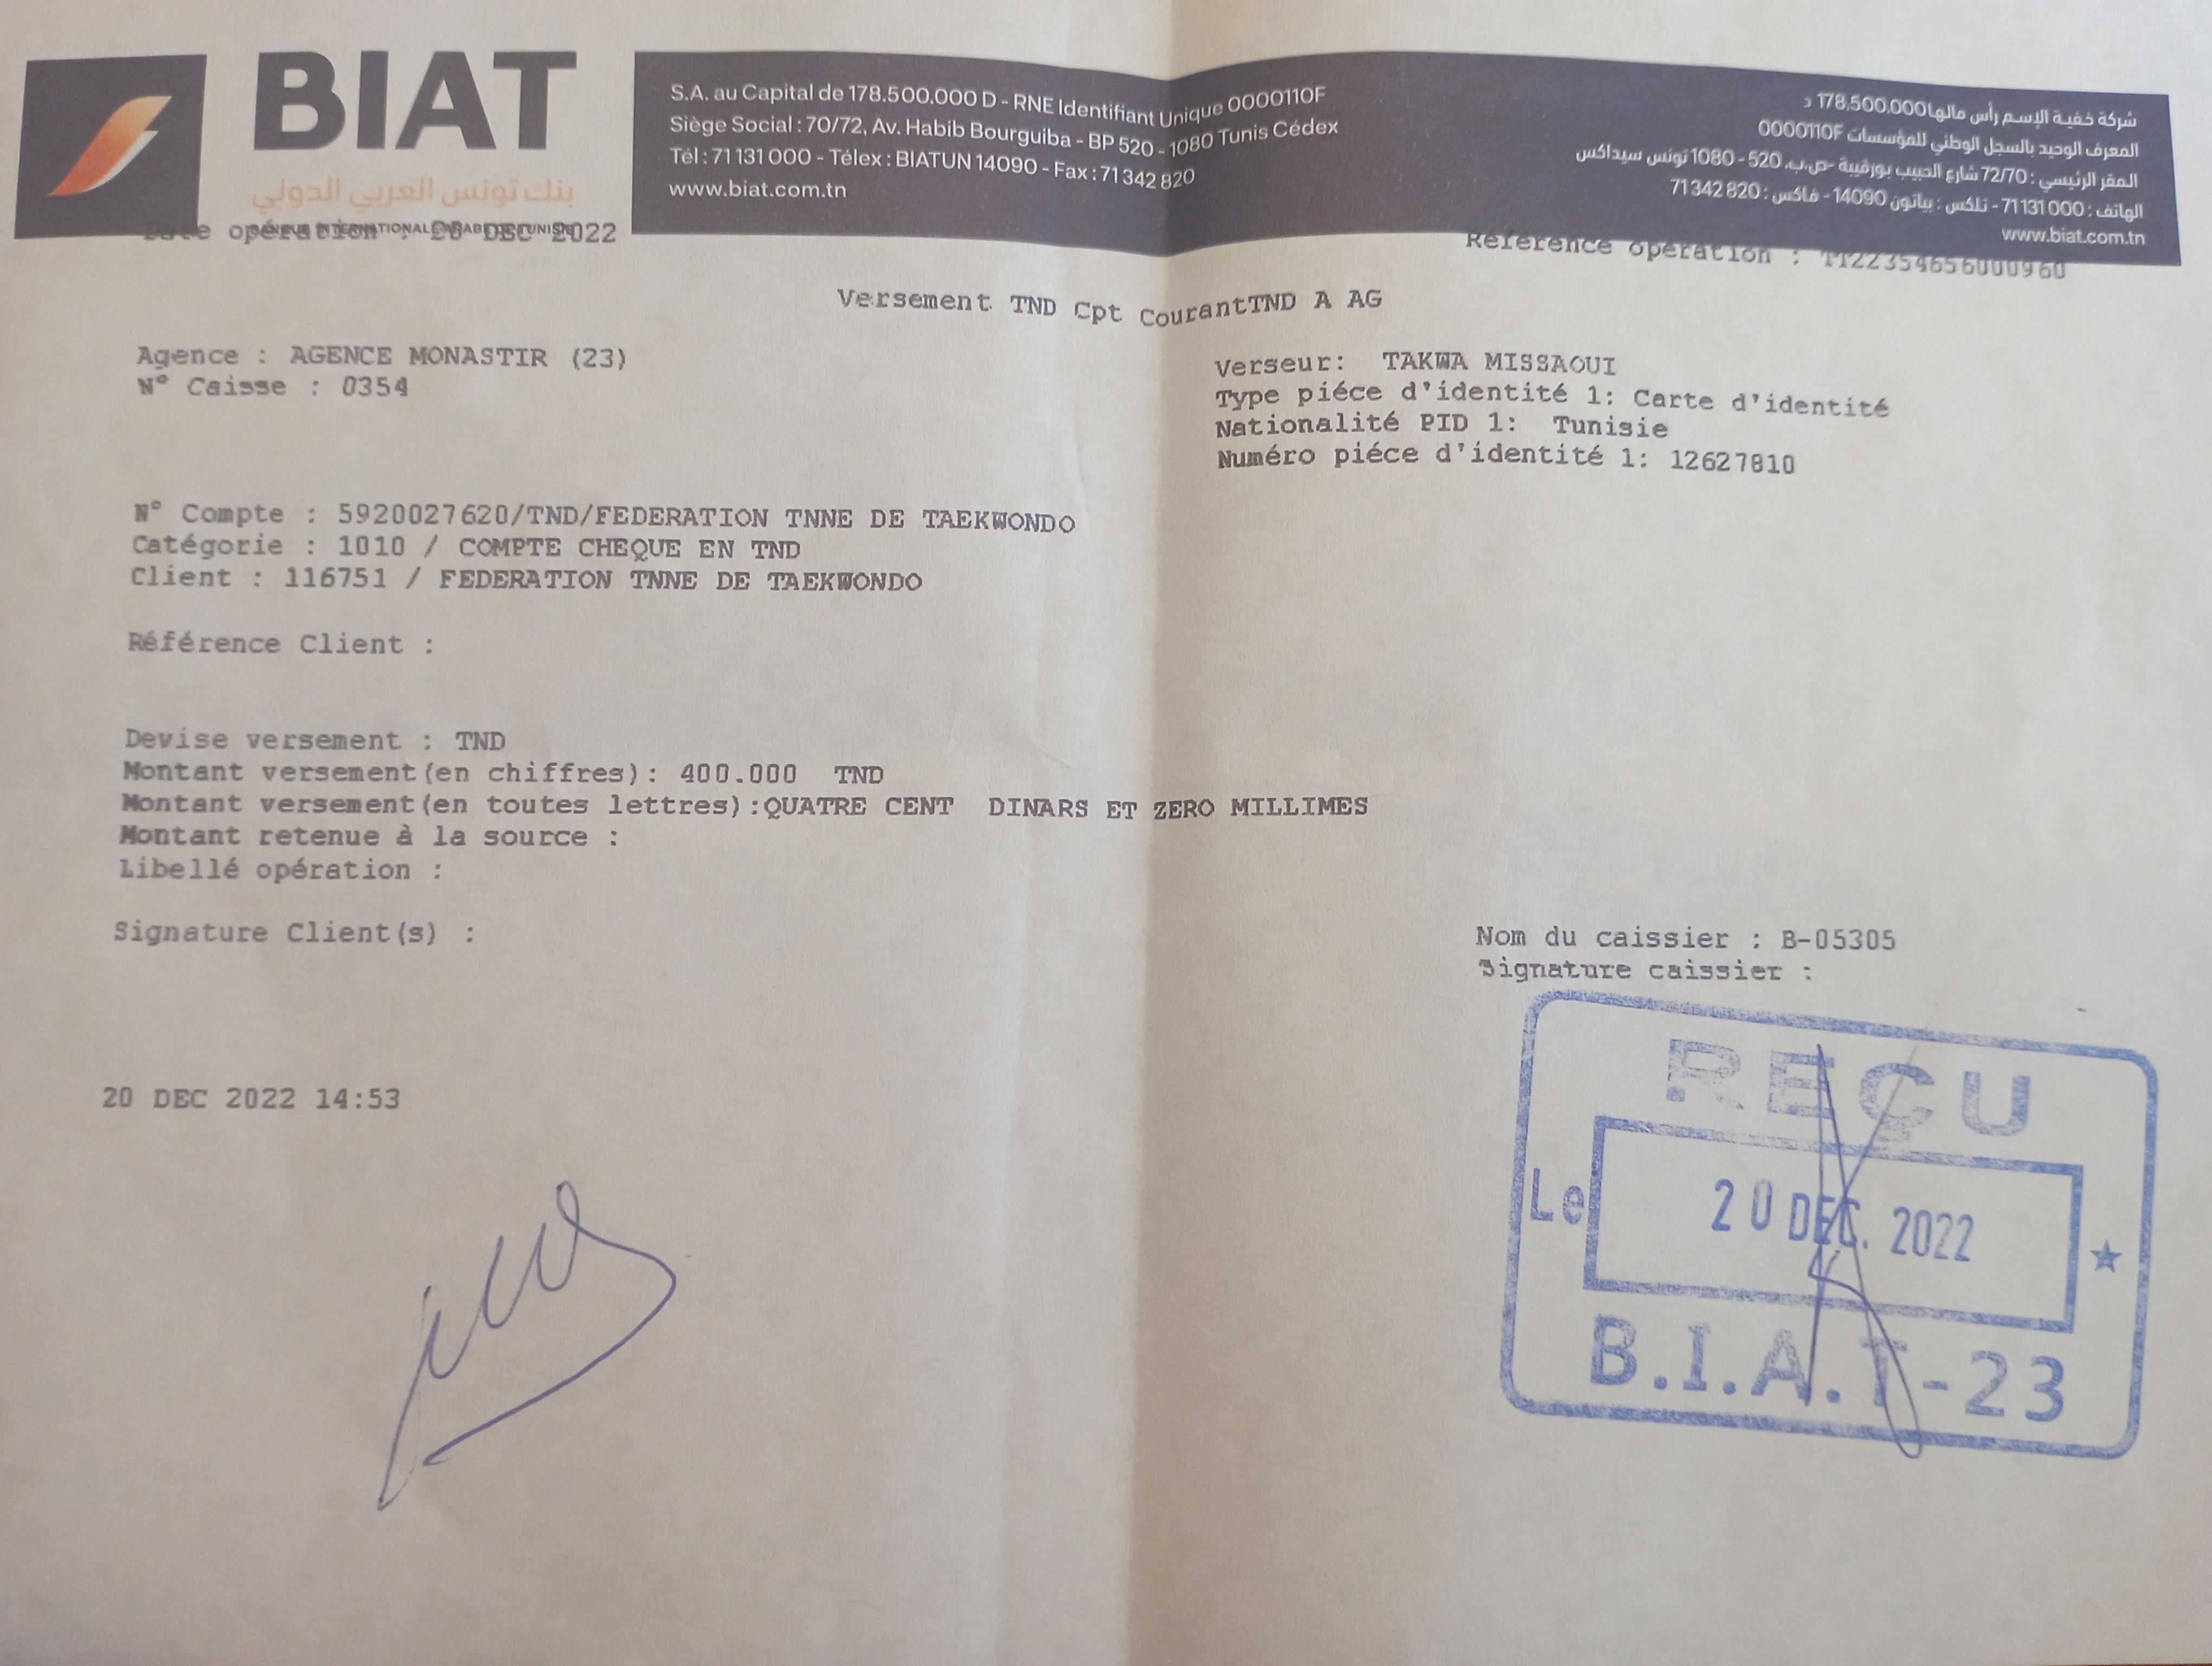 BIAT
بنك تونس العربي الدولي
S.A. au Capital de 178.500.000 D - RNE Identifiant Unique 0000110F
Siège Social : 70/72, Av. Habib Bourguiba - BP 520 - 1080 Tunis Cédex
Tél : 71 131 000 - Télex : BIATUN 14090 - Fax : 71 342 820
www.biat.com.tn
شركة خفية الإسم رأس مالها 178.500.000 د
المعرف الوحيد بالسجل الوطني للمؤسسات 0000110F
المقر الرئيسي : 72/70 شارع الحبيب بورقيبة -ص.ب. 520 - 1080 تونس سيداكس
الهاتف : 71 131 000 - تلكس : بياتون 14090 - فاكس : 71 342 820
www.biat.com.tn
Date opération : 20 DEC 2022
Référence opération : TT22354656000960
Versement TND Cpt CourantTND A AG
Agence : AGENCE MONASTIR (23)
N° Caisse : 0354
Verseur: TAKWA MISSAOUI
Type piéce d'identité 1: Carte d'identité
Nationalité PID 1: Tunisie
Numéro piéce d'identité 1: 12627810
N° Compte : 5920027620/TND/FEDERATION TNNE DE TAEKWONDO
Catégorie : 1010 / COMPTE CHEQUE EN TND
Client : 116751 / FEDERATION TNNE DE TAEKWONDO
Référence Client :
Devise versement : TND
Montant versement(en chiffres): 400.000 TND
Montant versement(en toutes lettres):QUATRE CENT DINARS ET ZERO MILLIMES
Montant retenue à la source :
Libellé opération :
Signature Client(s) :
Nom du caissier : B-05305
Signature caissier :
20 DEC 2022 14:53
REÇU
Le 20 DEC. 2022
B.I.A.T-23